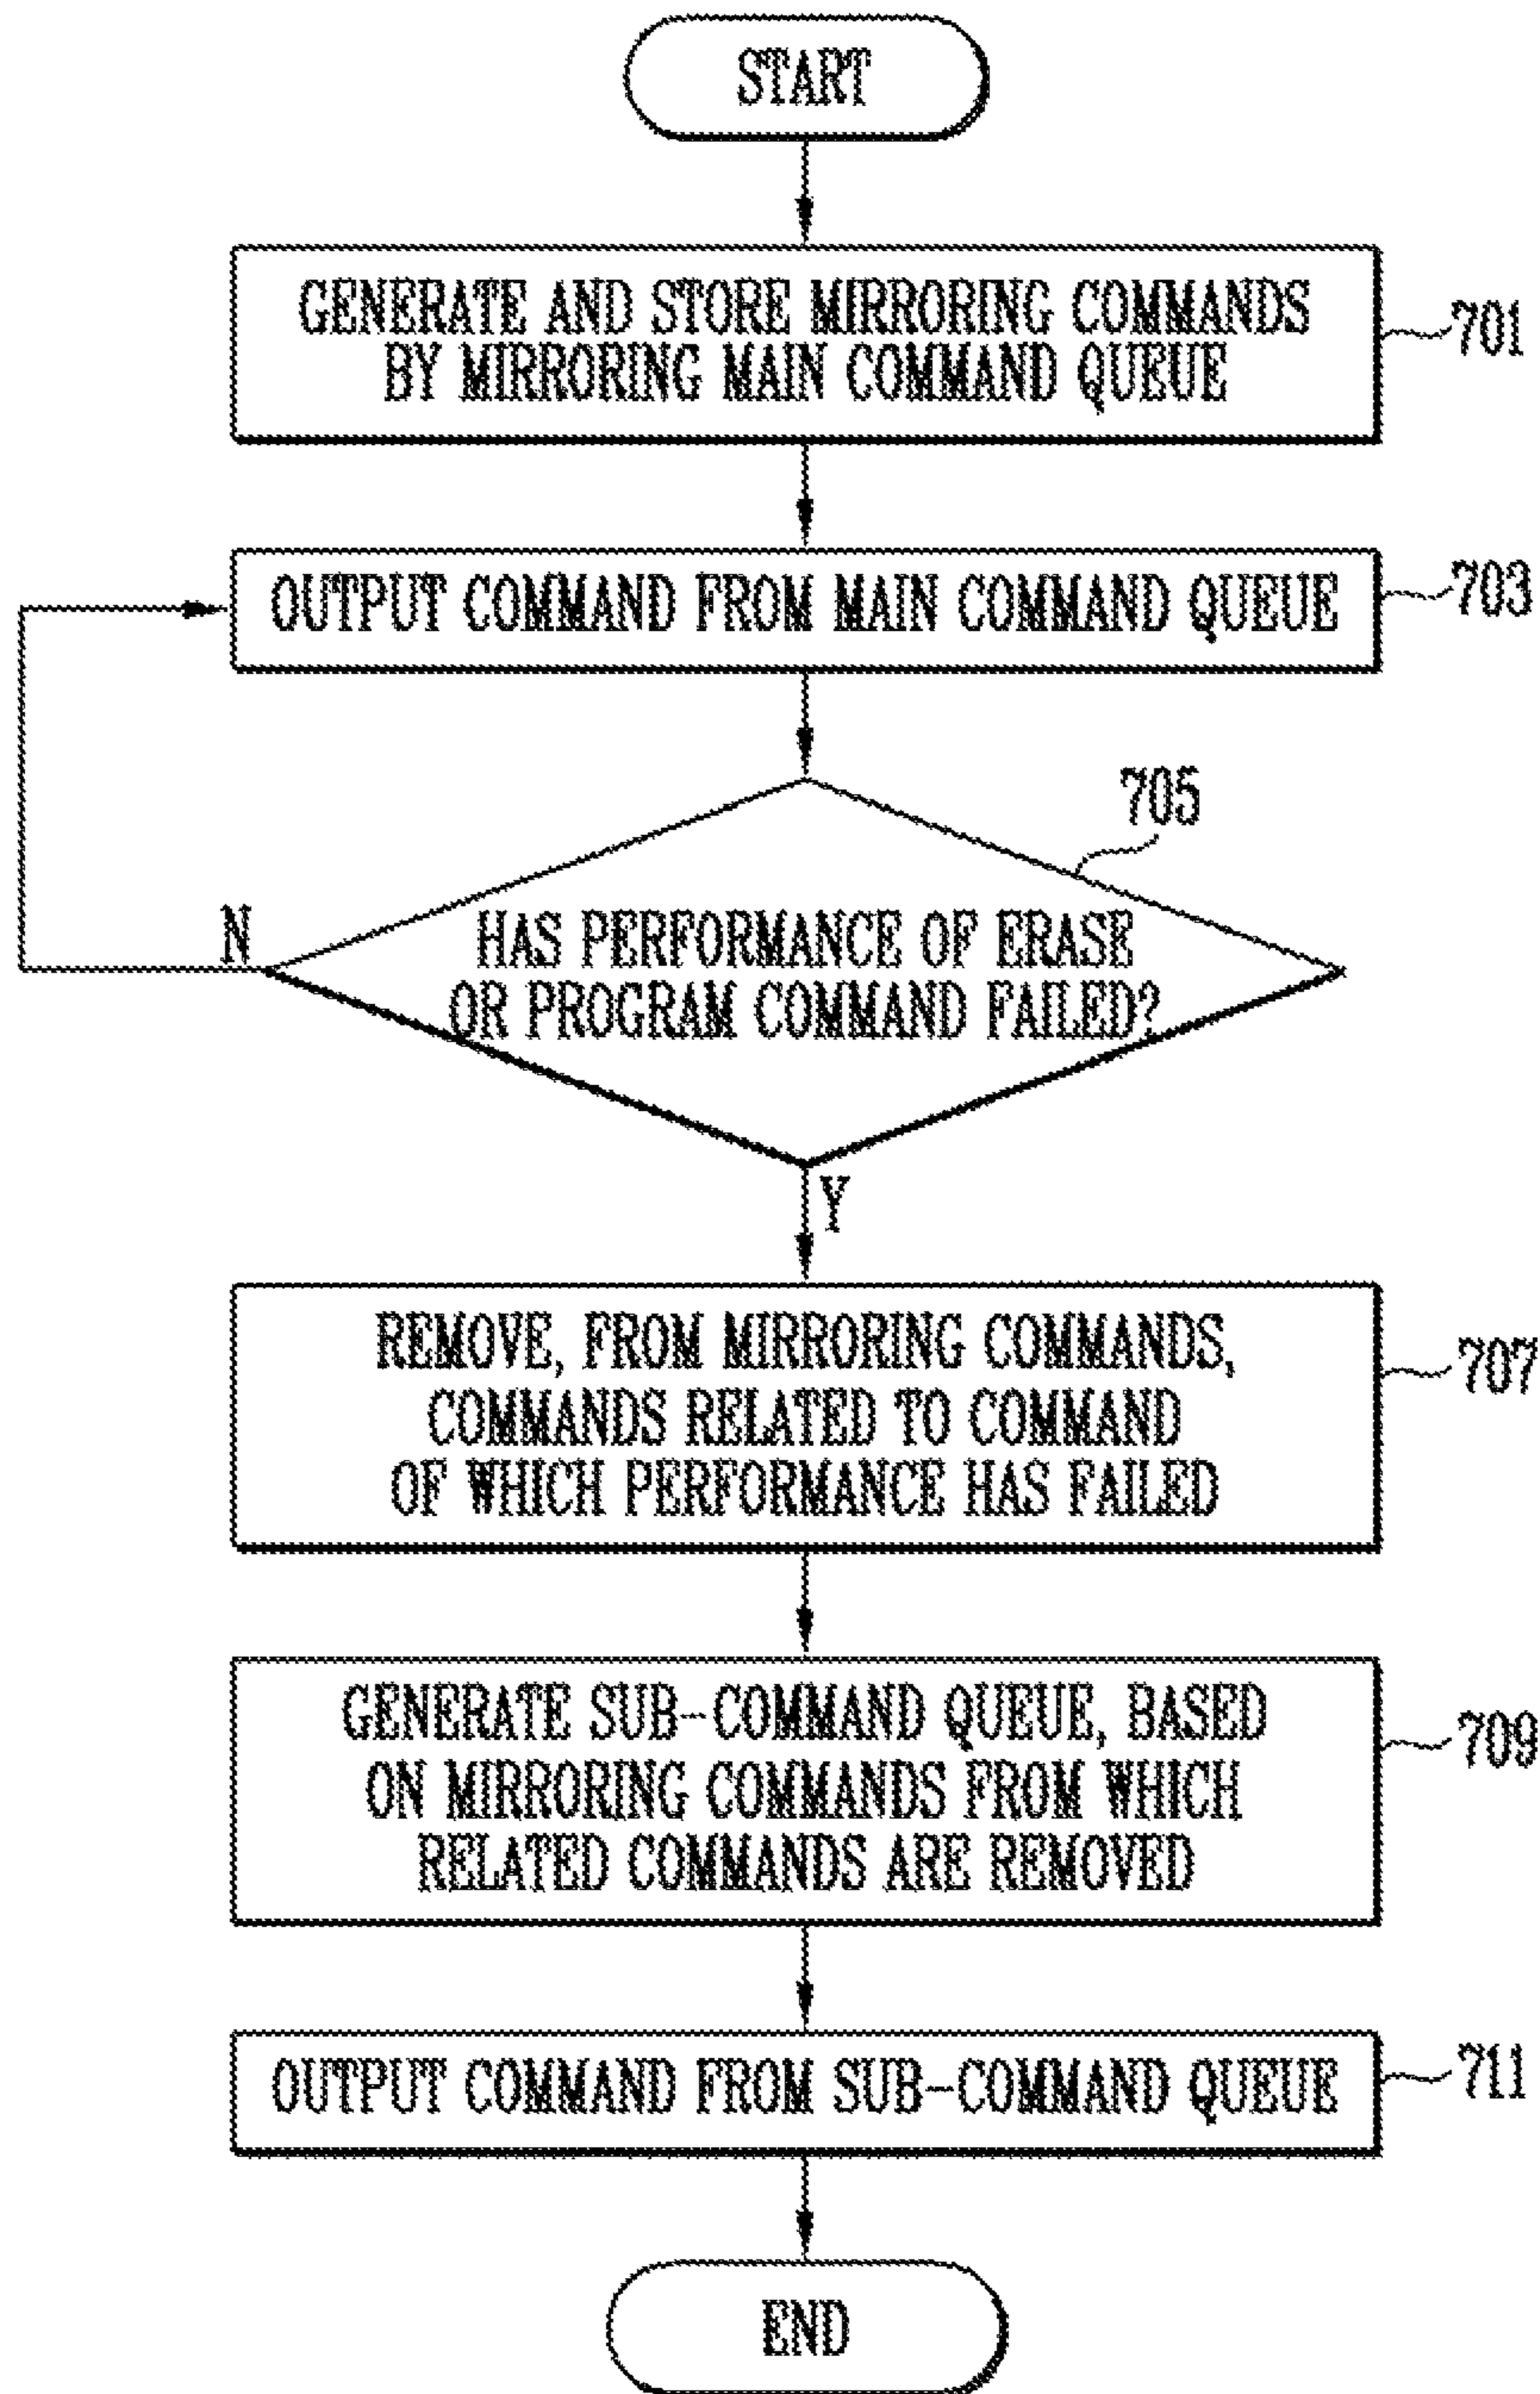 START
GENERATE AND STORE MIRRORING COMMANDS
BY MIRRORING MAIN COMMAND QUEUE
701
OUTPUT COMMAND FROM MAIN COMMAND QUEUE
703
705
HAS PERFORMANCE OF ERASE
OR PROGRAM COMMAND FAILED?
N
Y
REMOVE, FROM MIRRORING COMMANDS,
COMMANDS RELATED TO COMMAND
OF WHICH PERFORMANCE HAS FAILED
707
GENERATE SUB-COMMAND QUEUE, BASED
ON MIRRORING COMMANDS FROM WHICH
RELATED COMMANDS ARE REMOVED
709
OUTPUT COMMAND FROM SUB-COMMAND QUEUE
711
END